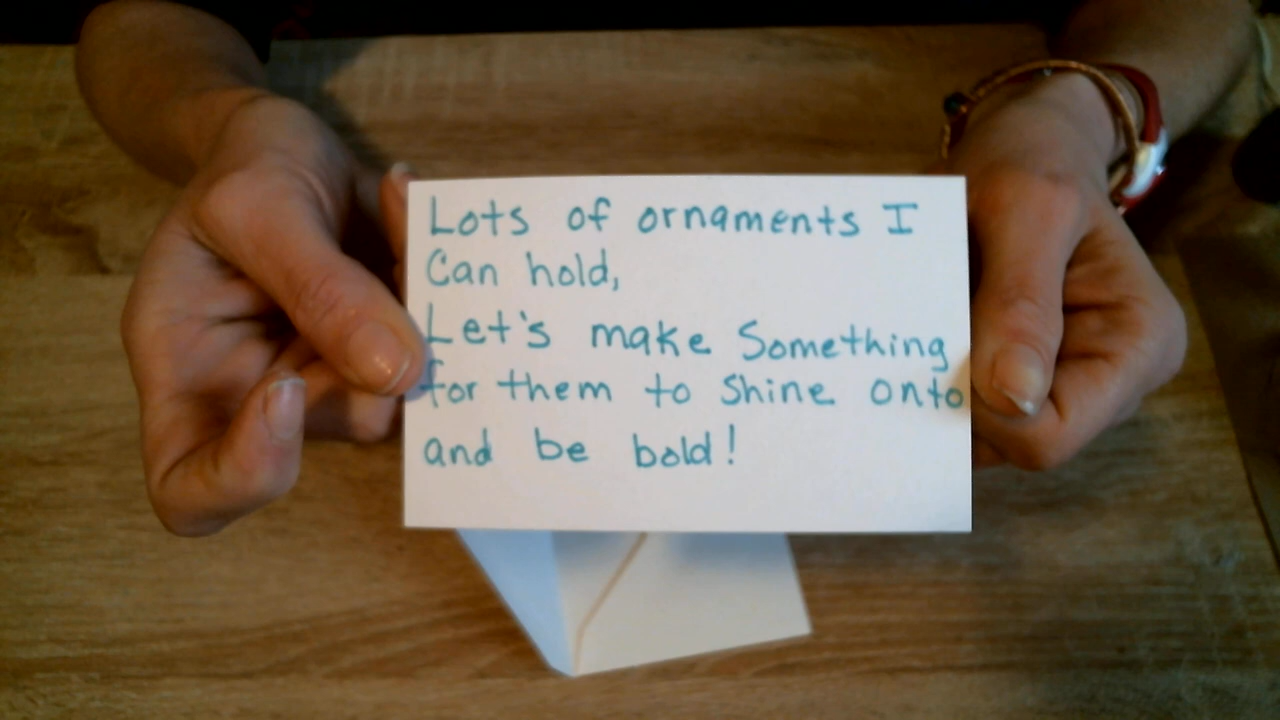 Lots of ornaments I
Can hold,
Let's make Something
for them to Shine onto
and be bold!